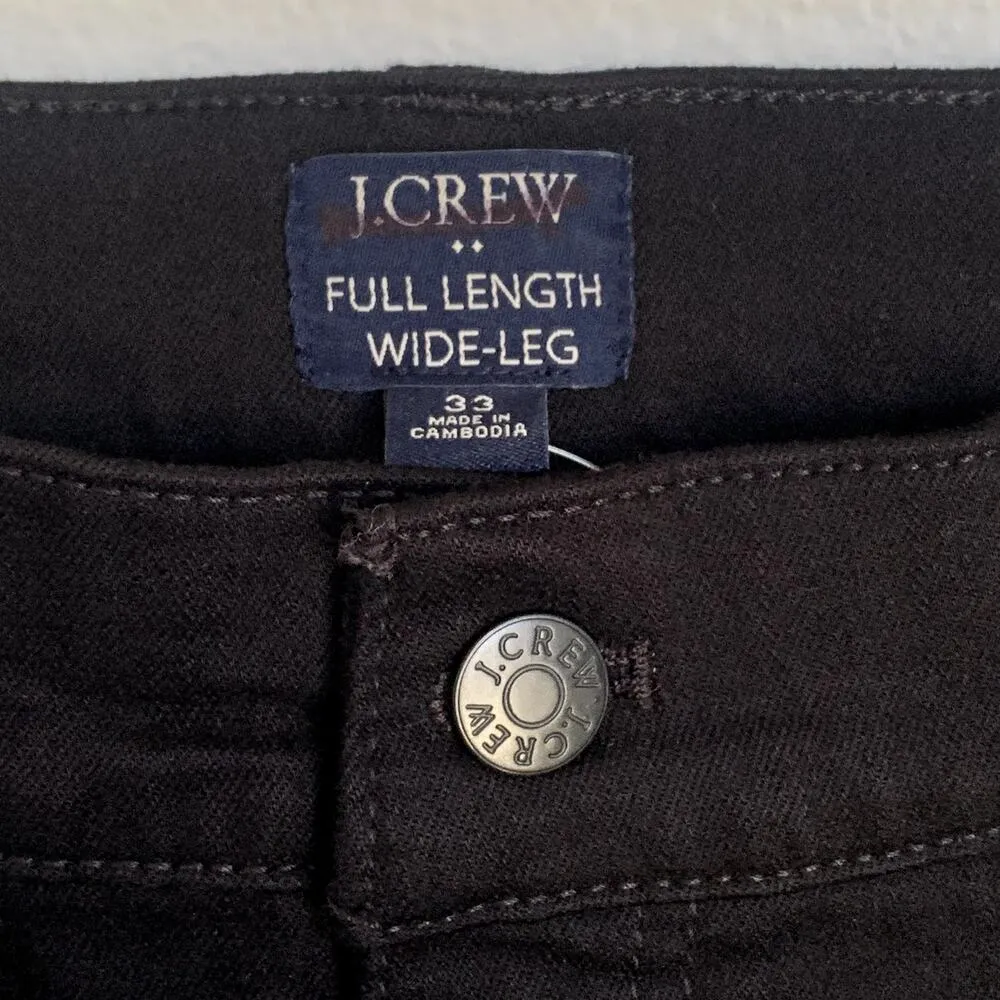 J.CREW
FULL LENGTH
WIDE-LEG
33
MADE IN
CAMBODIA
J.CREW J.CREW